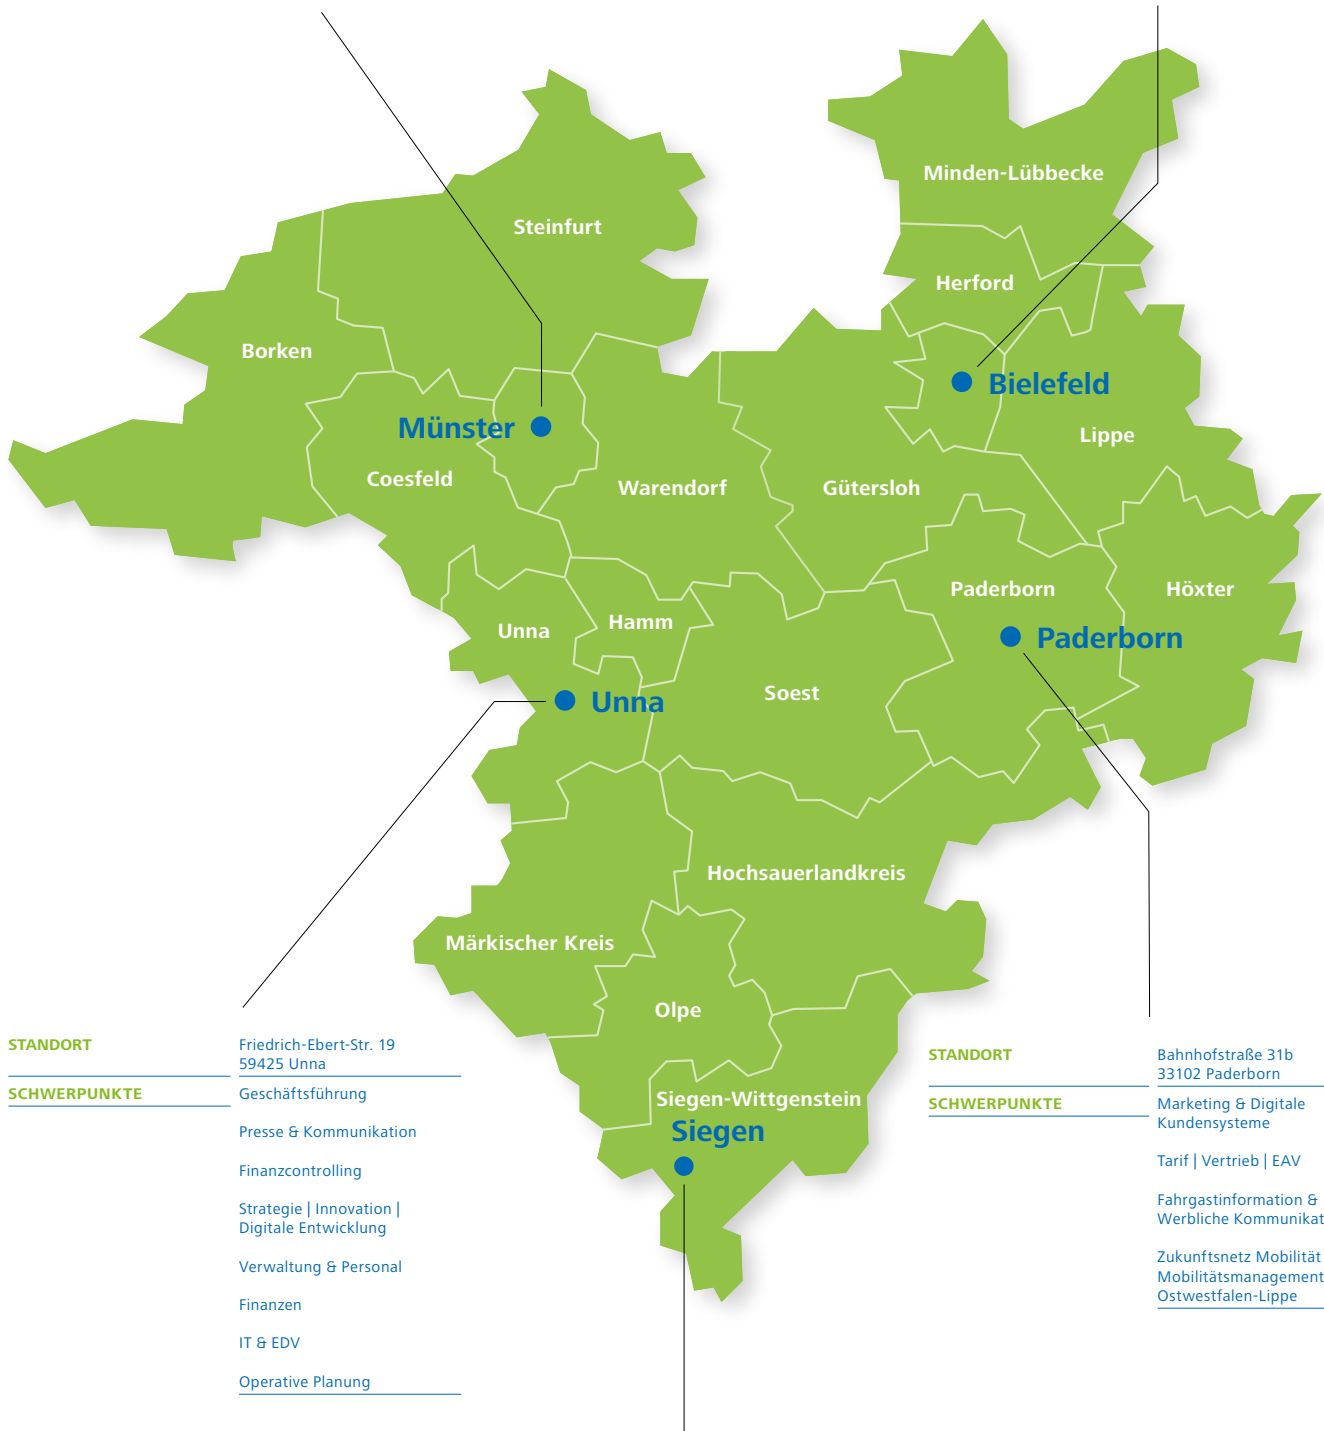 Minden-Lübbecke
Steinfurt
Herford
Borken
Bielefeld
Münster
Lippe
Coesfeld
Warendorf
Gütersloh
Paderborn
Höxter
Hamm
Unna
Paderborn
Soest
Unna
Hochsauerlandkreis
Märkischer Kreis
Olpe
Siegen-Wittgenstein
Siegen
STANDORT
Friedrich-Ebert-Str. 19
59425 Unna
SCHWERPUNKTE
Geschäftsführung
Presse & Kommunikation
Finanzcontrolling
Strategie | Innovation |
Digitale Entwicklung
Verwaltung & Personal
Finanzen
IT & EDV
Operative Planung
STANDORT
Bahnhofstraße 31b
33102 Paderborn
SCHWERPUNKTE
Marketing & Digitale
Kundensysteme
Tarif | Vertrieb | EAV
Fahrgastinformation &
Werbliche Kommunikat
Zukunftsnetz Mobilität
Mobilitätsmanagement
Ostwestfalen-Lippe